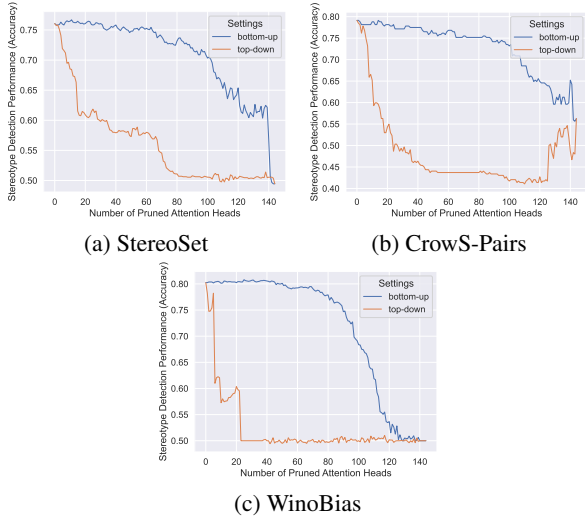 Stereotype Detection Performance (Accuracy)
0.75
0.70
0.65
0.60
0.55
0.50
Settings
bottom-up
top-down
0 20 40 60 80 100 120 140
Number of Pruned Attention Heads
(a) StereoSet
Stereotype Detection Performance (Accuracy)
0.80
0.75
0.70
0.65
0.60
0.55
0.50
0.45
0.40
Settings
bottom-up
top-down
0 20 40 60 80 100 120 140
Number of Pruned Attention Heads
(b) CrowS-Pairs
Stereotype Detection Performance (Accuracy)
0.80
0.75
0.70
0.65
0.60
0.55
0.50
Settings
bottom-up
top-down
0 20 40 60 80 100 120 140
Number of Pruned Attention Heads
(c) WinoBias